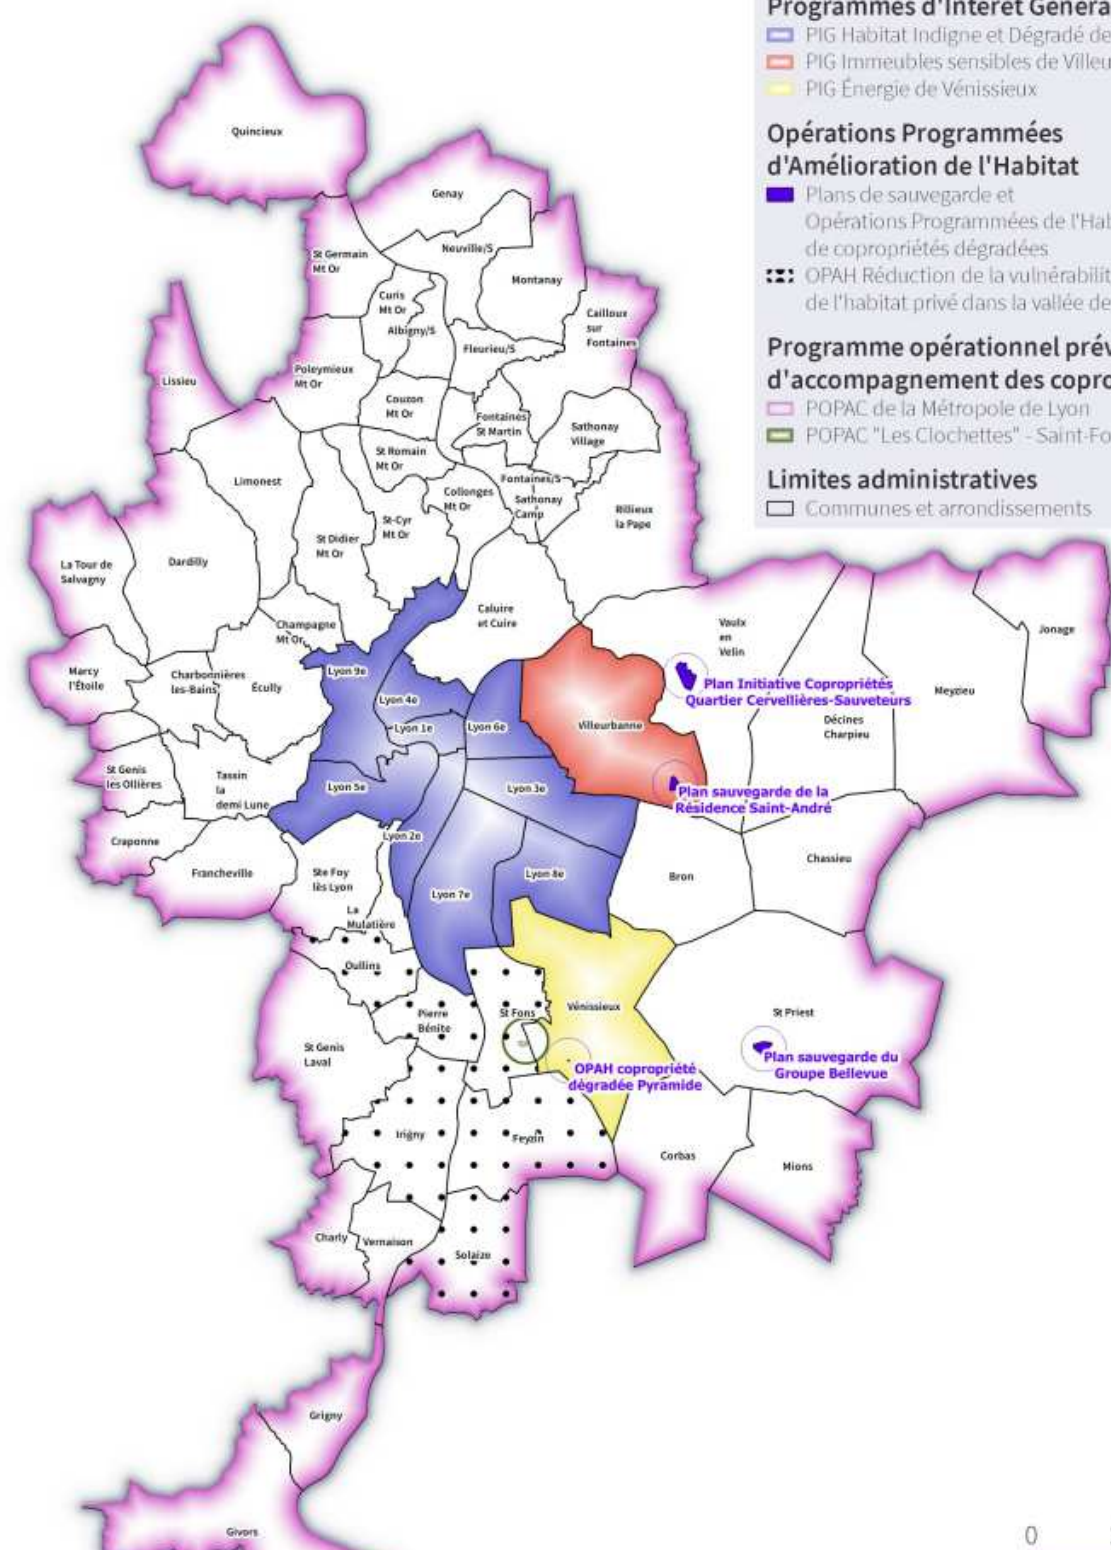 Programmes d'Intérêt Généra
PIG Habitat Indigne et Dégradé de
PIG Immeubles sensibles de Villeu
PIG Énergie de Vénissieux
Opérations Programmées
d'Amélioration de l'Habitat
Plans de sauvegarde et
Opérations Programmées de l'Hab
de copropriétés dégradées
OPAH Réduction de la vulnérabilit
de l'habitat privé dans la vallée de
Programme opérationnel prév
d'accompagnement des copro
POPAC de la Métropole de Lyon
POPAC "Les Clochettes" - Saint-Fo
Limites administratives
Communes et arrondissements
Quincieux
Genay
St Germain
Mt Or
Neuville/S
Montanay
Curis
Mt Or
Albigny/S
Cailloux
sur
Fontaines
Fleurieu/S
Lissieu
Poleymieux
Mt Or
Couzon
Mt Or
Fontaines
St Martin
Sathonay
Village
St Romain
Mt Or
Limonest
Fontaines/S
Collonges
Mt Or
Sathonay
Camp
Rillieux
la Pape
St-Cyr
Mt Or
St Didier
Mt Or
La Tour de
Salvagny
Dardilly
Caluire
et Cuire
Champagne
Mt Or
Vaulx
en
Velin
Jonage
Marcy
l'Étoile
Charbonnières
les-Bains
Écully
Lyon 9e
Plan Initiative Copropriétés
Quartier Cervellières-Sauveteurs
Meyzieu
Lyon 4e
Lyon 1e
Lyon 6e
Villeurbanne
Décines
Charpieu
St Genis
les Ollières
Tassin
la
demi Lune
Lyon 5e
Lyon 3e
Plan sauvegarde de la
Résidence Saint-André
Craponne
Lyon 2e
Francheville
Ste Foy
lès Lyon
Lyon 8e
Bron
Chassieu
Lyon 7e
La
Mulatière
Oullins
Pierre
Bénite
St Fons
Vénissieux
St Priest
St Genis
Laval
OPAH copropriété
dégradée Pyramide
Plan sauvegarde du
Groupe Bellevue
Irigny
Feyzin
Corbas
Mions
Charly
Vernaison
Solaize
Grigny
Givors
0